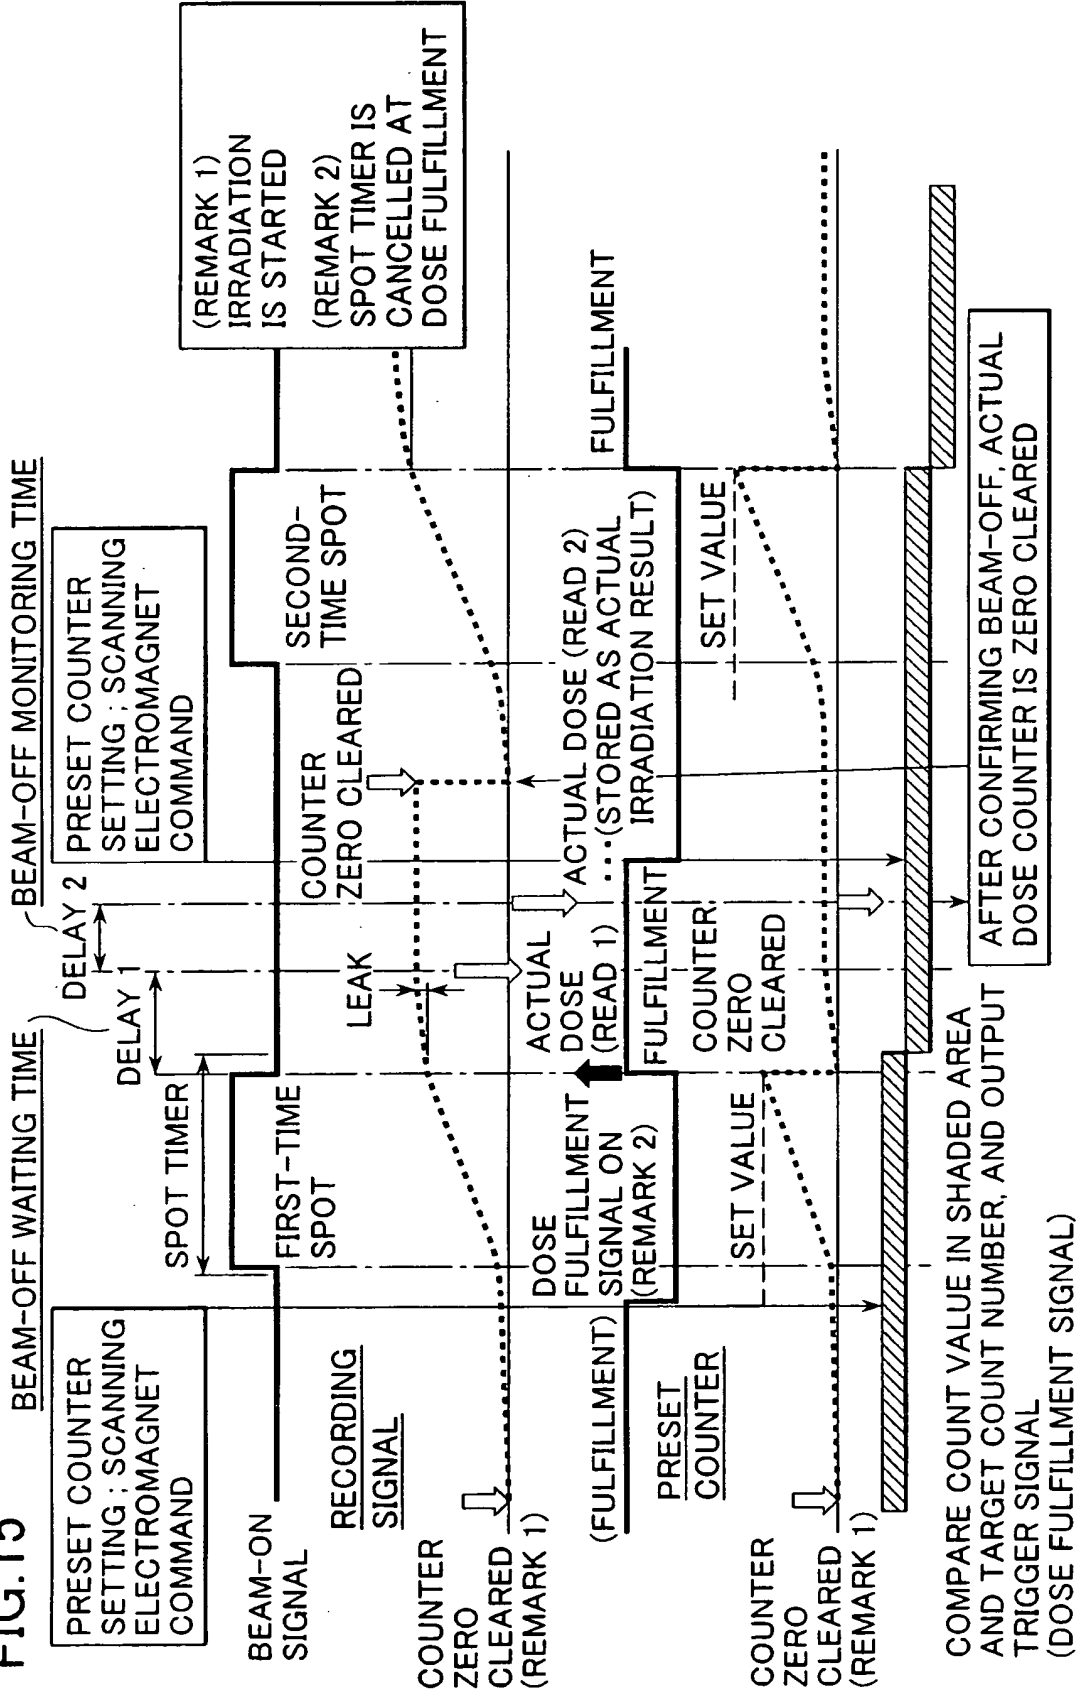 FIG.15
BEAM-OFF WAITING TIME
BEAM-OFF MONITORING TIME
PRESET COUNTER
SETTING ; SCANNING
ELECTROMAGNET
COMMAND
SPOT TIMER
DELAY 1
DELAY 2
PRESET COUNTER
SETTING ; SCANNING
ELECTROMAGNET
COMMAND
(REMARK 1)
IRRADIATION
IS STARTED
(REMARK 2)
SPOT TIMER IS
CANCELLED AT
DOSE FULFILLMENT
BEAM-ON
SIGNAL
FIRST-TIME
SPOT
SECOND-
TIME SPOT
RECORDING
SIGNAL
LEAK
COUNTER
ZERO CLEARED
COUNTER
ZERO
CLEARED
(REMARK 1)
ACTUAL
DOSE
(READ 1)
ACTUAL DOSE (READ 2)
···(STORED AS ACTUAL
IRRADIATION RESULT)
DOSE
FULFILLMENT
SIGNAL ON
(REMARK 2)
(FULFILLMENT)
FULFILLMENT
FULFILLMENT
PRESET
COUNTER
SET VALUE
COUNTER
ZERO
CLEARED
SET VALUE
COUNTER
ZERO
CLEARED
(REMARK 1)
COMPARE COUNT VALUE IN SHADED AREA
AND TARGET COUNT NUMBER, AND OUTPUT
TRIGGER SIGNAL
(DOSE FULFILLMENT SIGNAL)
AFTER CONFIRMING BEAM-OFF, ACTUAL
DOSE COUNTER IS ZERO CLEARED